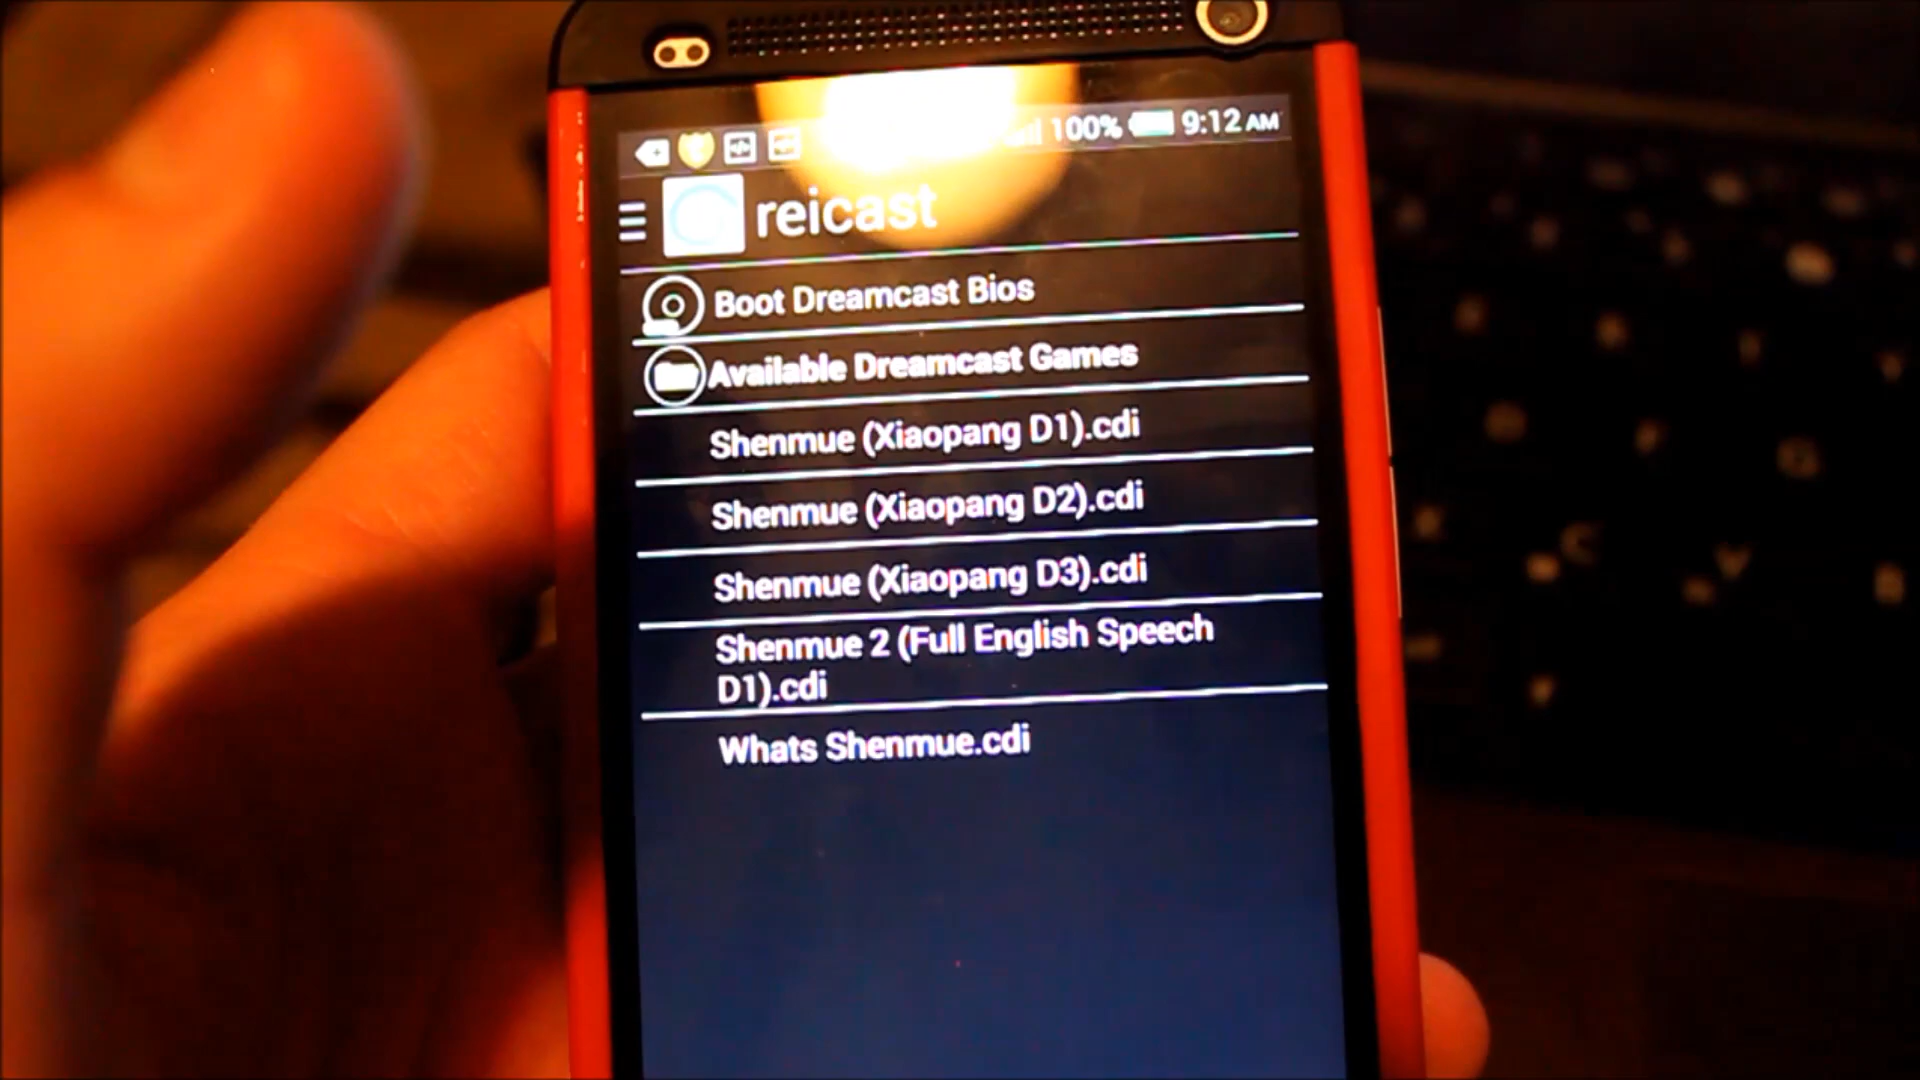 100% 9:12 AM
reicast
Boot Dreamcast Bios
Available Dreamcast Games
Shenmue (Xiaopang D1).cdi
Shenmue (Xiaopang D2).cdi
Shenmue (Xiaopang D3).cdi
Shenmue 2 (Full English Speech
D1).cdi
Whats Shenmue.cdi